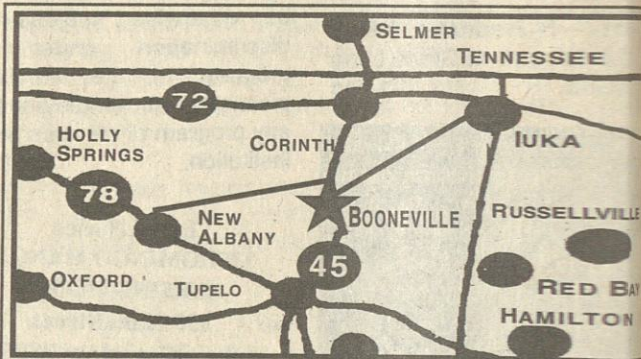 SELMER
TENNESSEE
72
CORINTH
IUKA
HOLLY
SPRINGS
78
NEW
ALBANY
BOONEVILLE
RUSSELLVILLE
45
OXFORD
TUPELO
RED BAY
HAMILTON